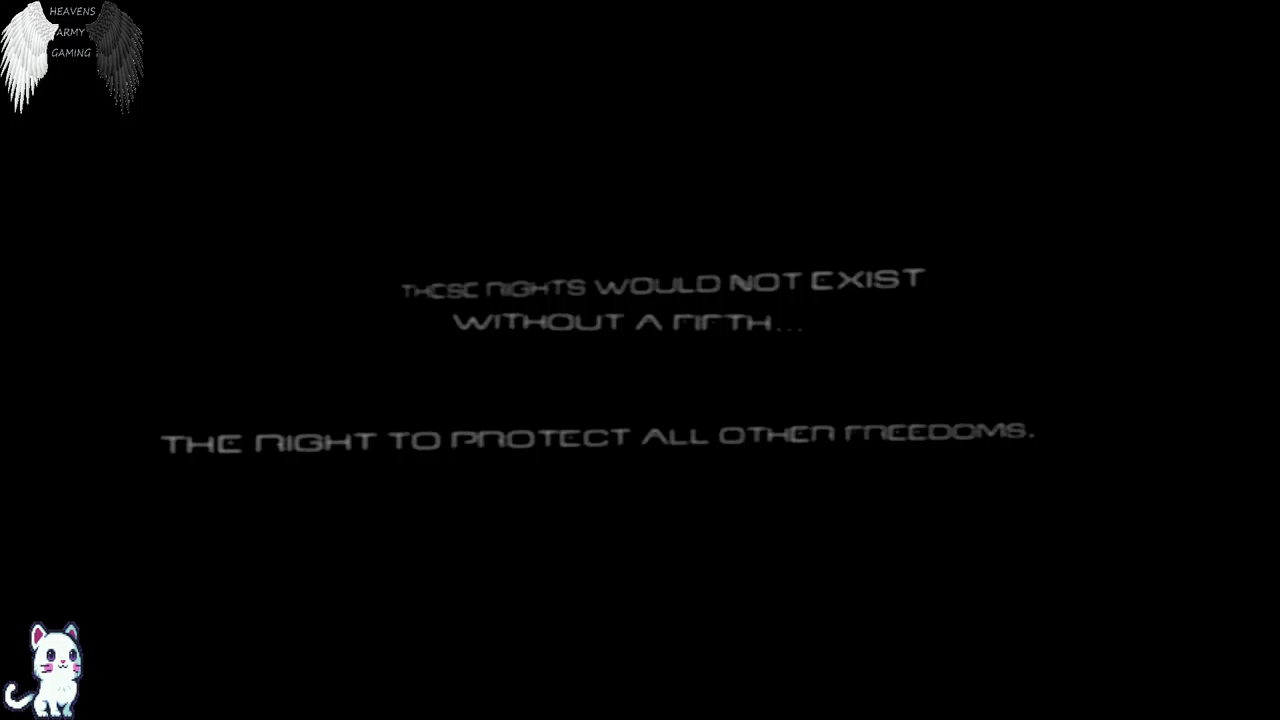 HEAVENS
ARMY
GAMING
THESE RIGHTS WOULD NOT EXIST
WITHOUT A FIFTH...
THE RIGHT TO PROTECT ALL OTHER FREEDOMS.